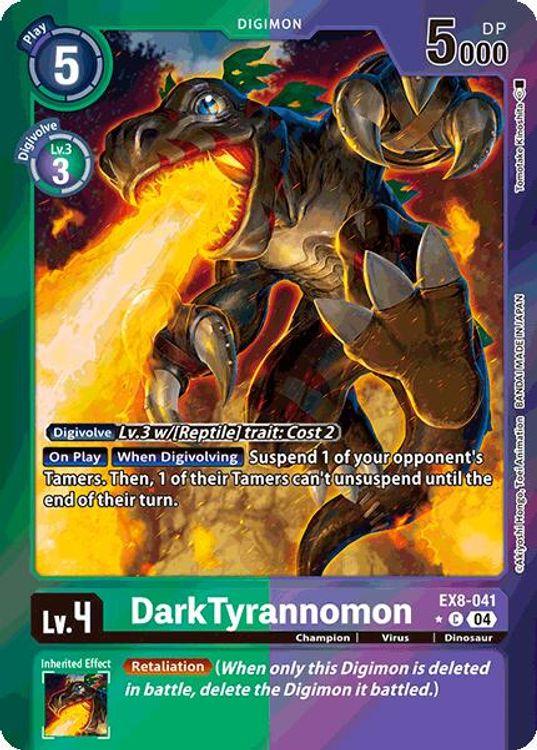 DIGIMON
Play
5
DP
5000
Digivolve
Lv.3
3
Tomotake Kinoshita
©Akiyoshi Hongo, Toei Animation BANDAI MADE IN JAPAN
Digivolve Lv.3 w/[Reptile] trait: Cost 2
On Play When Digivolving Suspend 1 of your opponent's
Tamers. Then, 1 of their Tamers can't unsuspend until the
end of their turn.
Lv.4 DarkTyrannomon
EX8-041
C 04
Champion | Virus | Dinosaur
Inherited Effect
Retaliation (When only this Digimon is deleted
in battle, delete the Digimon it battled.)